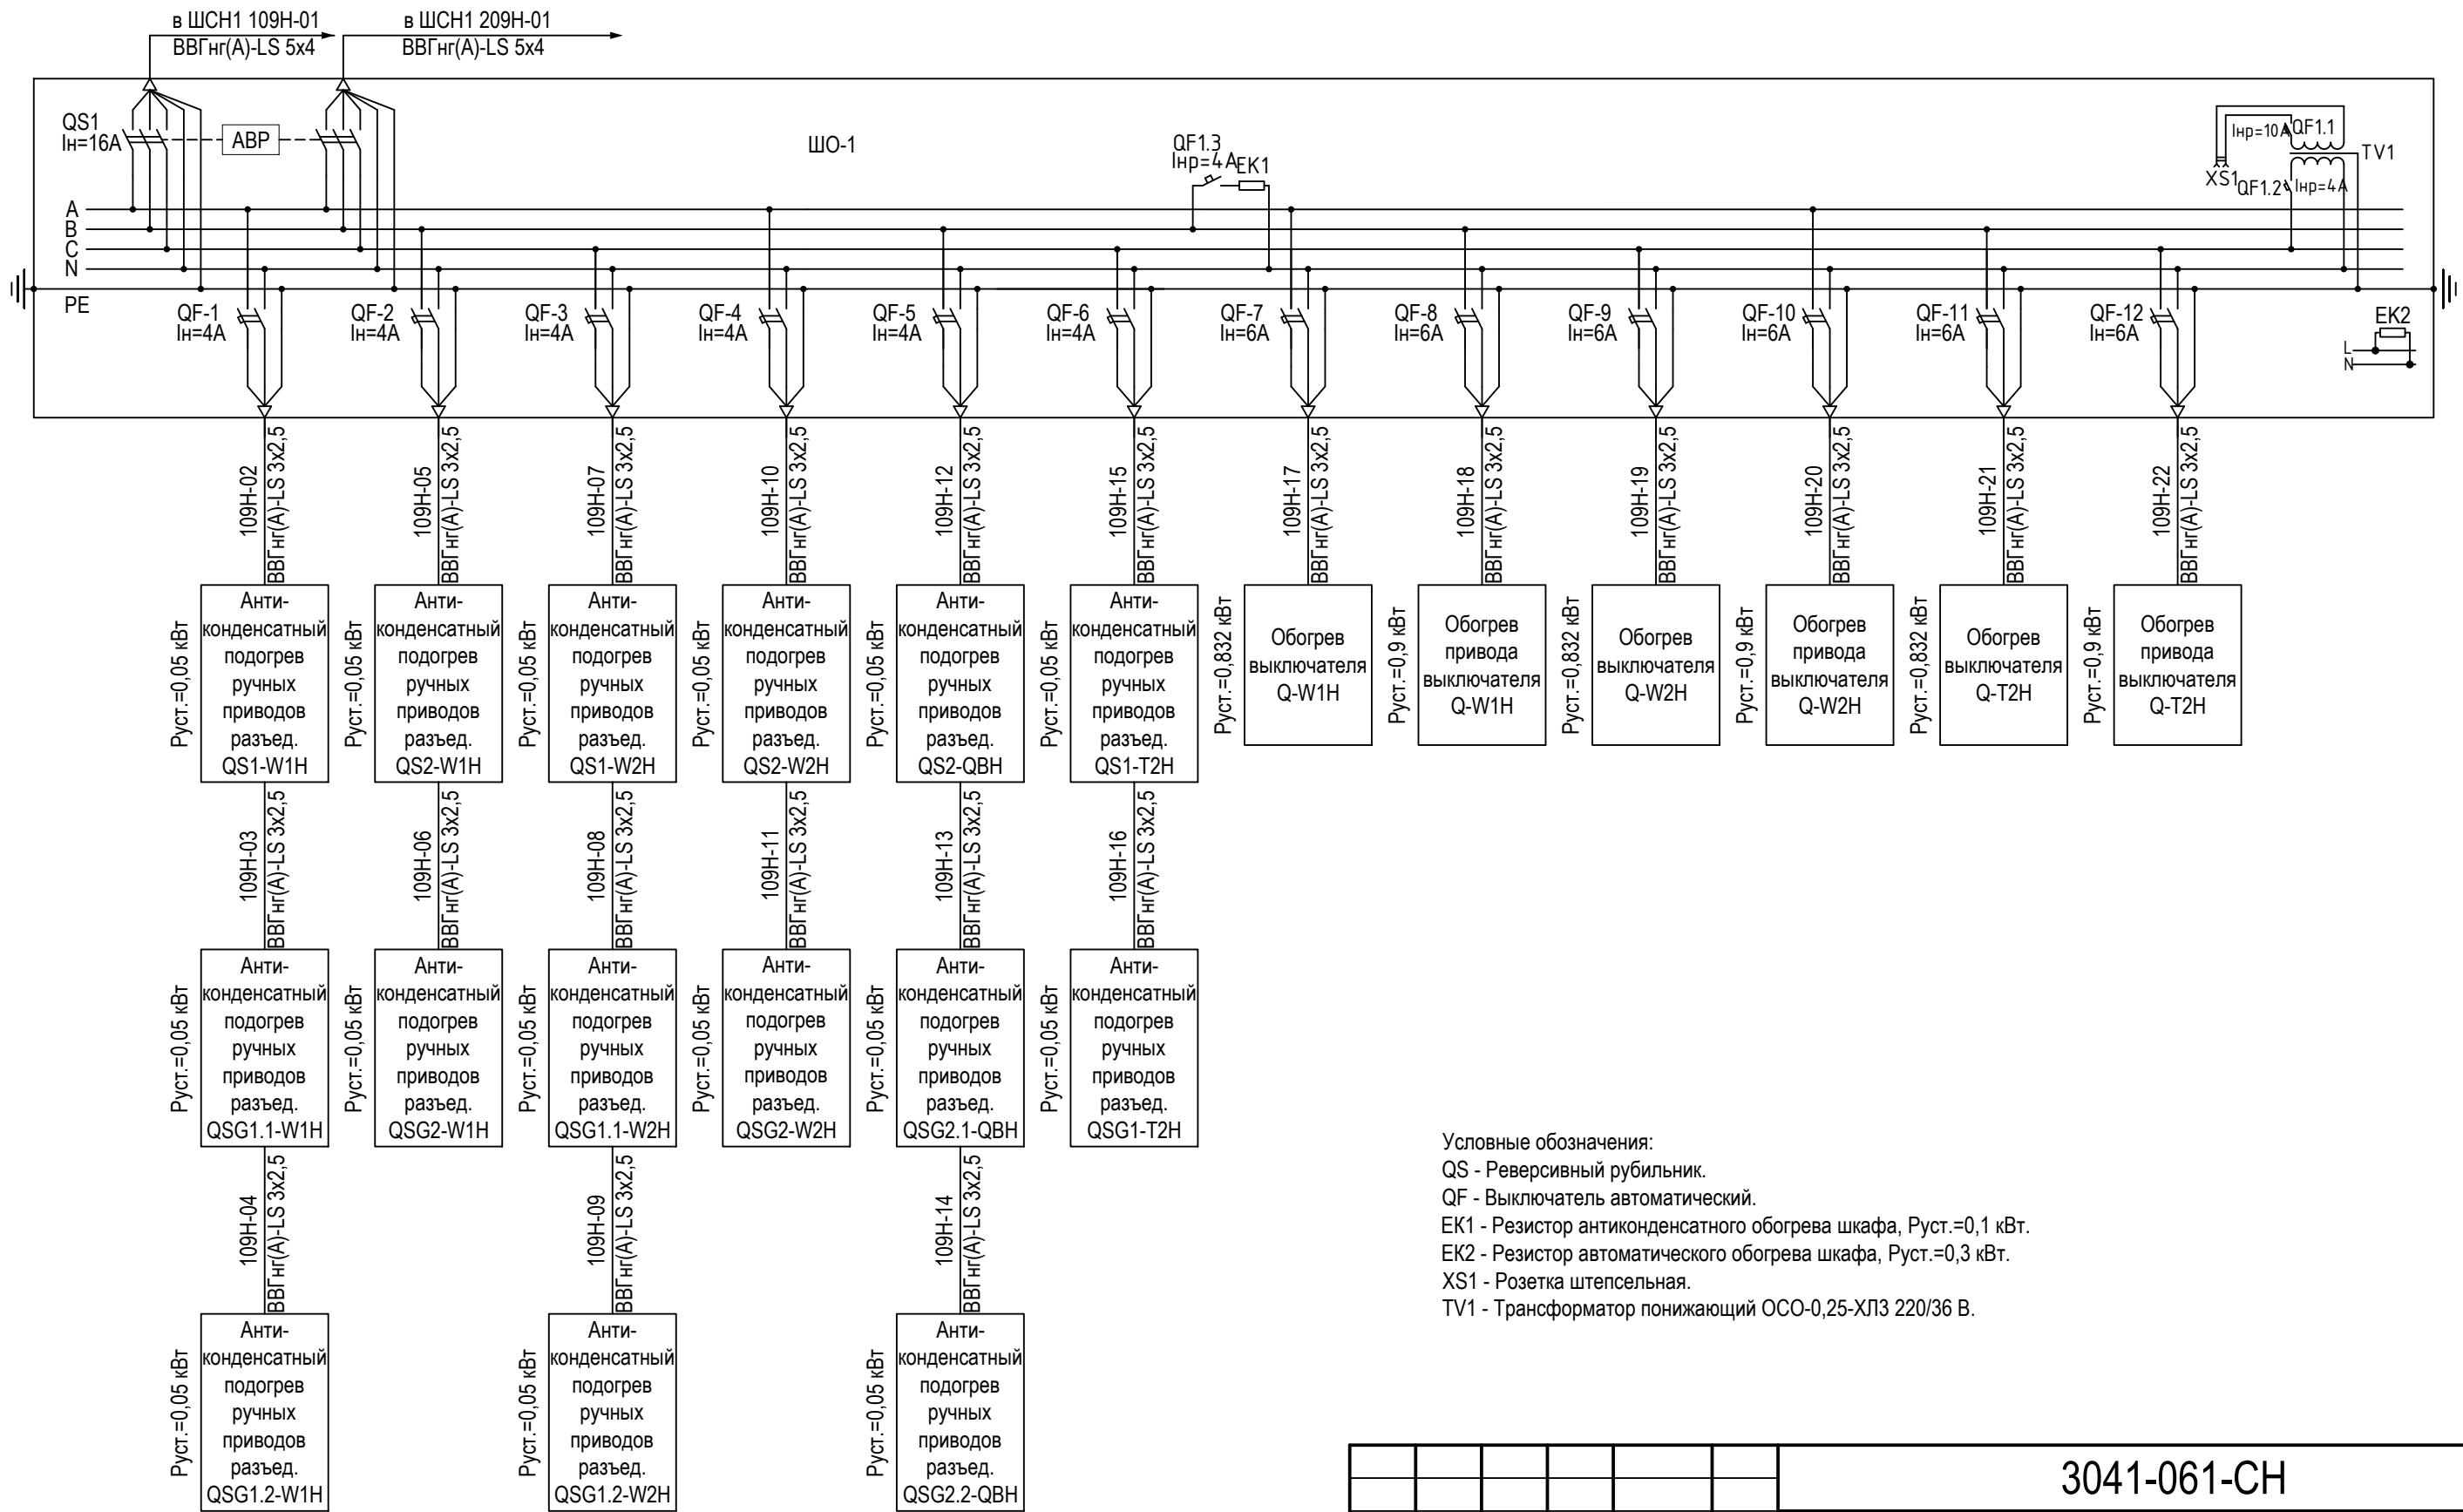 в ШСН1 109Н-01
ВВГнг(А)-LS 5х4
в ШСН1 209Н-01
ВВГнг(А)-LS 5х4
QS1
Iн=16А
АВР
ШО-1
QF1.3
Iнр=4А
EK1
Iнр=10А
QF1.1
TV1
XS1
QF1.2
Iнр=4А
A
B
C
N
PE
QF-1
Iн=4А
QF-2
Iн=4А
QF-3
Iн=4А
QF-4
Iн=4А
QF-5
Iн=4А
QF-6
Iн=4А
QF-7
Iн=6А
QF-8
Iн=6А
QF-9
Iн=6А
QF-10
Iн=6А
QF-11
Iн=6А
QF-12
Iн=6А
EK2
L
N
109Н-02
ВВГнг(А)-LS 3х2,5
109Н-05
ВВГнг(А)-LS 3х2,5
109Н-07
ВВГнг(А)-LS 3х2,5
109Н-10
ВВГнг(А)-LS 3х2,5
109Н-12
ВВГнг(А)-LS 3х2,5
109Н-15
ВВГнг(А)-LS 3х2,5
109Н-17
ВВГнг(А)-LS 3х2,5
109Н-18
ВВГнг(А)-LS 3х2,5
109Н-19
ВВГнг(А)-LS 3х2,5
109Н-20
ВВГнг(А)-LS 3х2,5
109Н-21
ВВГнг(А)-LS 3х2,5
109Н-22
ВВГнг(А)-LS 3х2,5
Руст.=0,05 кВт
Анти-
конденсатный
подогрев
ручных
приводов
разъед.
QS1-W1H
Руст.=0,05 кВт
Анти-
конденсатный
подогрев
ручных
приводов
разъед.
QS2-W1H
Руст.=0,05 кВт
Анти-
конденсатный
подогрев
ручных
приводов
разъед.
QS1-W2H
Руст.=0,05 кВт
Анти-
конденсатный
подогрев
ручных
приводов
разъед.
QS2-W2H
Руст.=0,05 кВт
Анти-
конденсатный
подогрев
ручных
приводов
разъед.
QS2-QBH
Руст.=0,05 кВт
Анти-
конденсатный
подогрев
ручных
приводов
разъед.
QS1-T2H
Руст.=0,832 кВт
Обогрев
выключателя
Q-W1H
Руст.=0,9 кВт
Обогрев
привода
выключателя
Q-W1H
Руст.=0,832 кВт
Обогрев
выключателя
Q-W2H
Руст.=0,9 кВт
Обогрев
привода
выключателя
Q-W2H
Руст.=0,832 кВт
Обогрев
выключателя
Q-T2H
Руст.=0,9 кВт
Обогрев
привода
выключателя
Q-T2H
109Н-03
ВВГнг(А)-LS 3х2,5
109Н-06
ВВГнг(А)-LS 3х2,5
109Н-08
ВВГнг(А)-LS 3х2,5
109Н-11
ВВГнг(А)-LS 3х2,5
109Н-13
ВВГнг(А)-LS 3х2,5
109Н-16
ВВГнг(А)-LS 3х2,5
Руст.=0,05 кВт
Анти-
конденсатный
подогрев
ручных
приводов
разъед.
QSG1.1-W1H
Руст.=0,05 кВт
Анти-
конденсатный
подогрев
ручных
приводов
разъед.
QSG2-W1H
Руст.=0,05 кВт
Анти-
конденсатный
подогрев
ручных
приводов
разъед.
QSG1.1-W2H
Руст.=0,05 кВт
Анти-
конденсатный
подогрев
ручных
приводов
разъед.
QSG2-W2H
Руст.=0,05 кВт
Анти-
конденсатный
подогрев
ручных
приводов
разъед.
QSG2.1-QBH
Руст.=0,05 кВт
Анти-
конденсатный
подогрев
ручных
приводов
разъед.
QSG1-T2H
109Н-04
ВВГнг(А)-LS 3х2,5
109Н-09
ВВГнг(А)-LS 3х2,5
109Н-14
ВВГнг(А)-LS 3х2,5
Руст.=0,05 кВт
Анти-
конденсатный
подогрев
ручных
приводов
разъед.
QSG1.2-W1H
Руст.=0,05 кВт
Анти-
конденсатный
подогрев
ручных
приводов
разъед.
QSG1.2-W2H
Руст.=0,05 кВт
Анти-
конденсатный
подогрев
ручных
приводов
разъед.
QSG2.2-QBH
Условные обозначения:
QS - Реверсивный рубильник.
QF - Выключатель автоматический.
ЕК1 - Резистор антиконденсатного обогрева шкафа, Руст.=0,1 кВт.
ЕК2 - Резистор автоматического обогрева шкафа, Руст.=0,3 кВт.
XS1 - Розетка штепсельная.
TV1 - Трансформатор понижающий ОСО-0,25-ХЛ3 220/36 В.
3041-061-СН